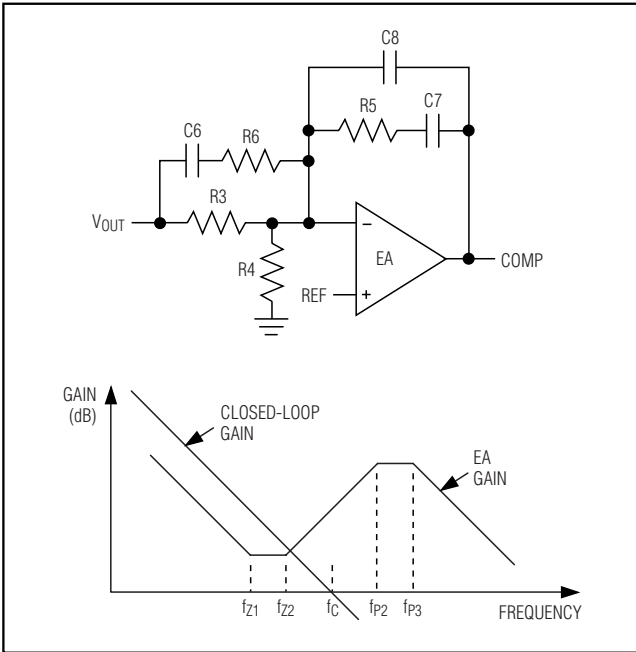 C8
R5
C7
C6
R6
R3
VOUT
R4
EA
COMP
REF
GAIN
(dB)
CLOSED-LOOP
GAIN
EA
GAIN
fZ1
fZ2
fC
fP2
fP3
FREQUENCY